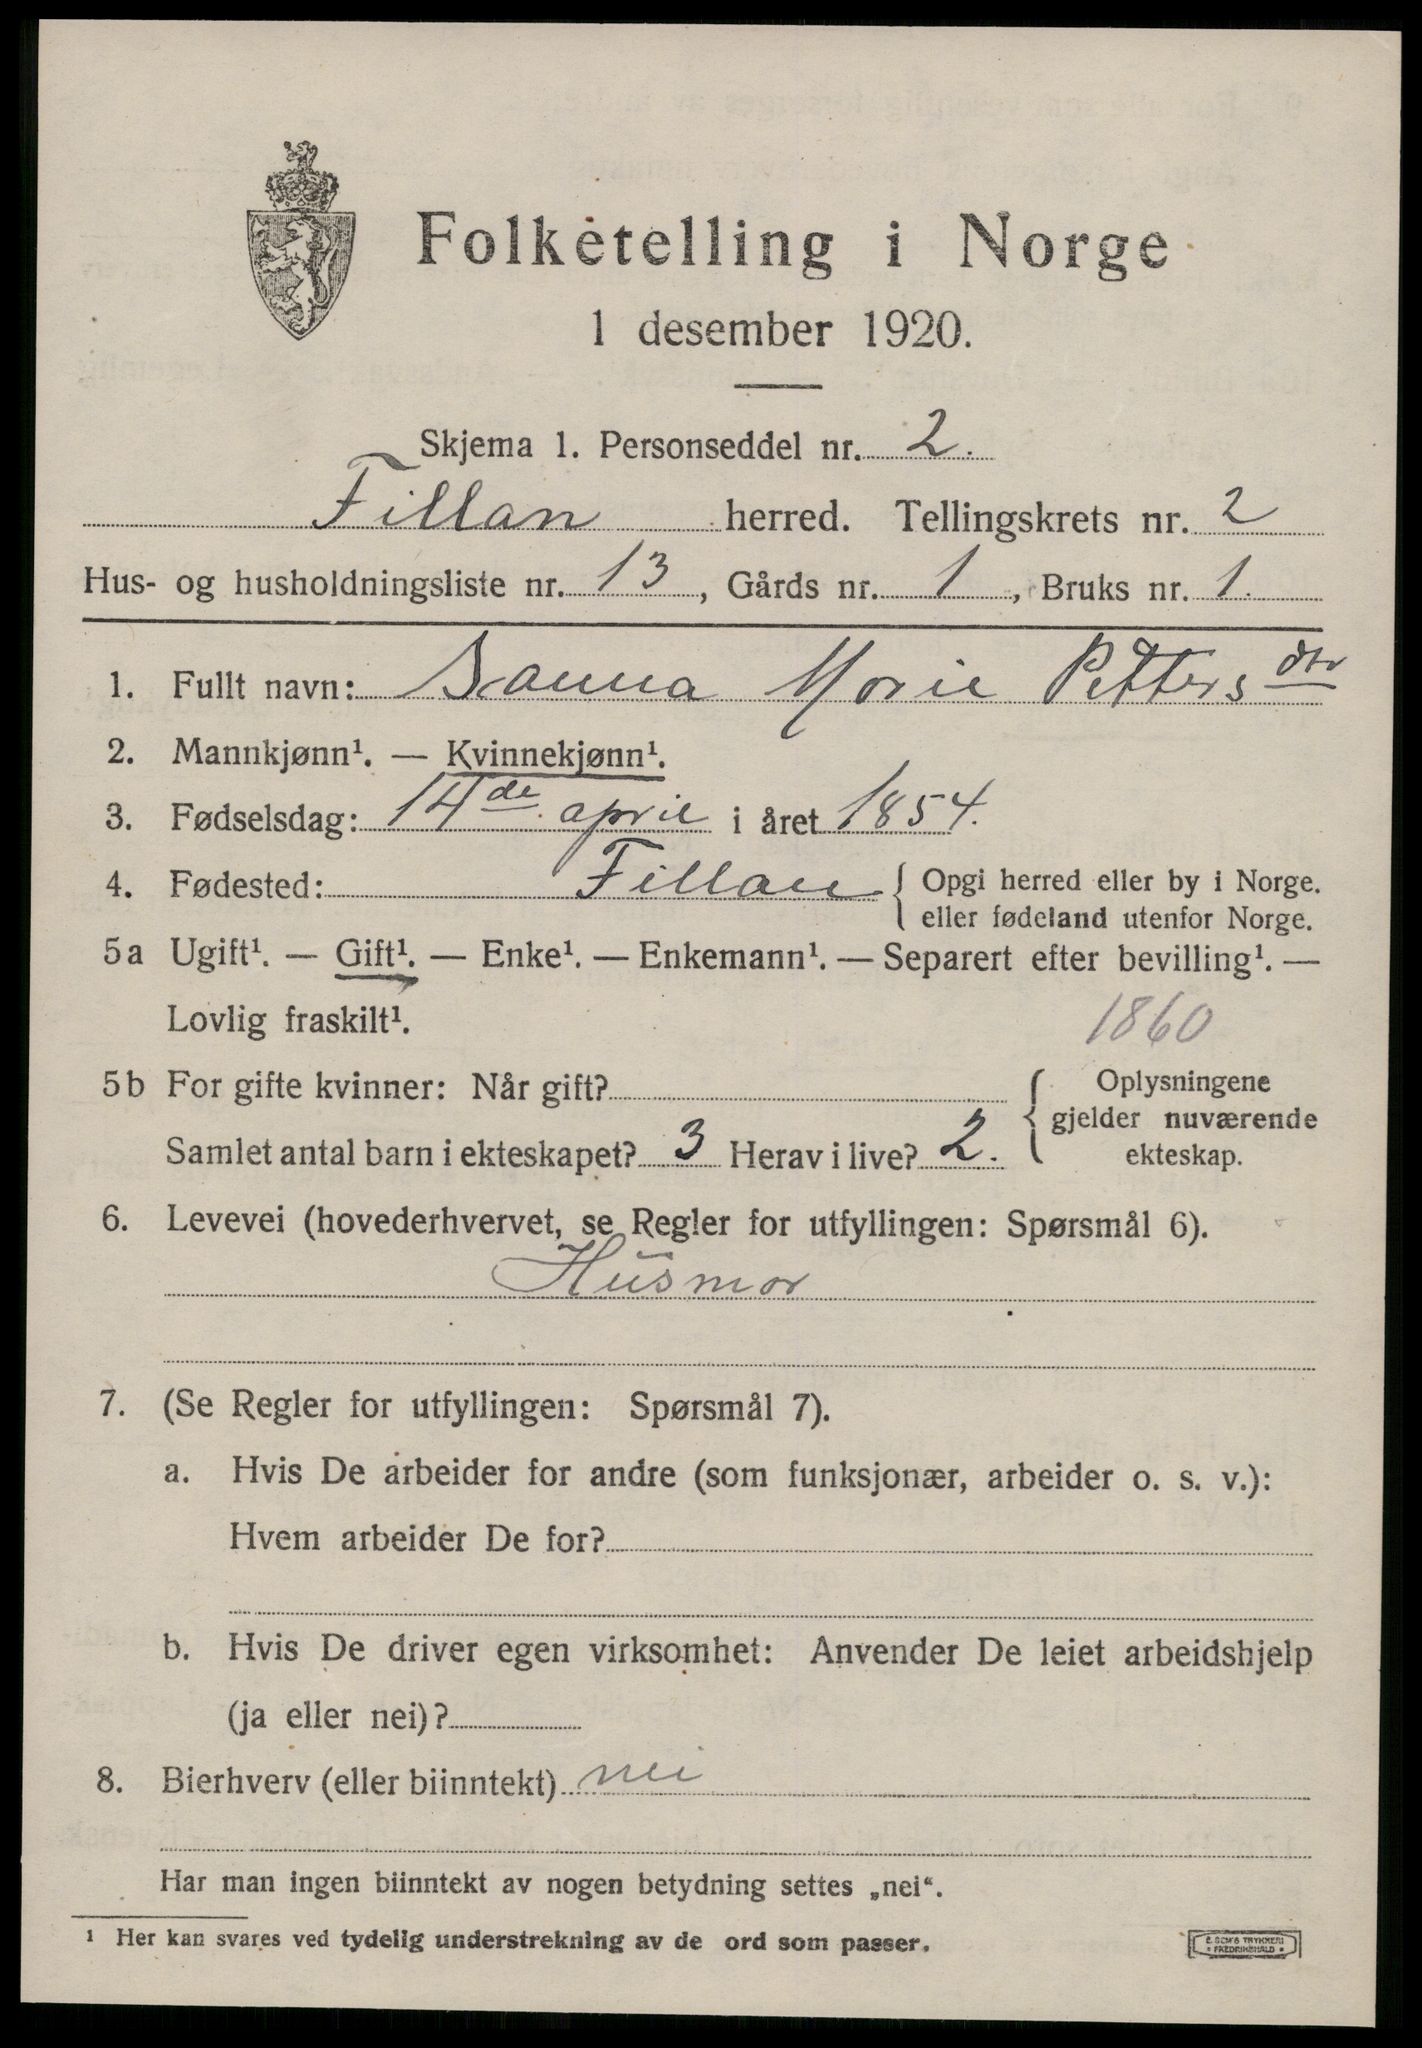 Folketelling i Norge
1 desember 1920.
Skjema 1. Personseddel nr. 2.
Fillan herred. Tellingskrets nr. 2
Hus- og husholdningsliste nr. 13, Gårds nr. 1, Bruks nr. 1.
1. Fullt navn: Marie Pettersdtr
2. Mannkjønn¹. — Kvinnekjønn¹.
3. Fødselsdag: 14de april i året 1854.
4. Fødested: Fillan { Opgi herred eller by i Norge.
eller fødeland utenfor Norge.
5a Ugift¹. — Gift¹. — Enke¹. — Enkemann¹. — Separert efter bevilling¹. —
Lovlig fraskilt¹.
1860
5b For gifte kvinner: Når gift?
Samlet antal barn i ekteskapet? 3 Herav i live? 2.
{ Oplysningene
gjelder nuværende
ekteskap.
6. Levevei (hovederhvervet, se Regler for utfyllingen: Spørsmål 6).
Husmor
7. (Se Regler for utfyllingen: Spørsmål 7).
a. Hvis De arbeider for andre (som funksjonær, arbeider o. s. v.):
Hvem arbeider De for?
b. Hvis De driver egen virksomhet: Anvender De leiet arbeidshjelp
(ja eller nei)?
8. Bierhverv (eller biinntekt) nei
Har man ingen biinntekt av nogen betydning settes „nei“.
¹ Her kan svares ved tydelig understrekning av de ord som passer.
E. SEM'S TRYKKERI
FREDRIKSHALD